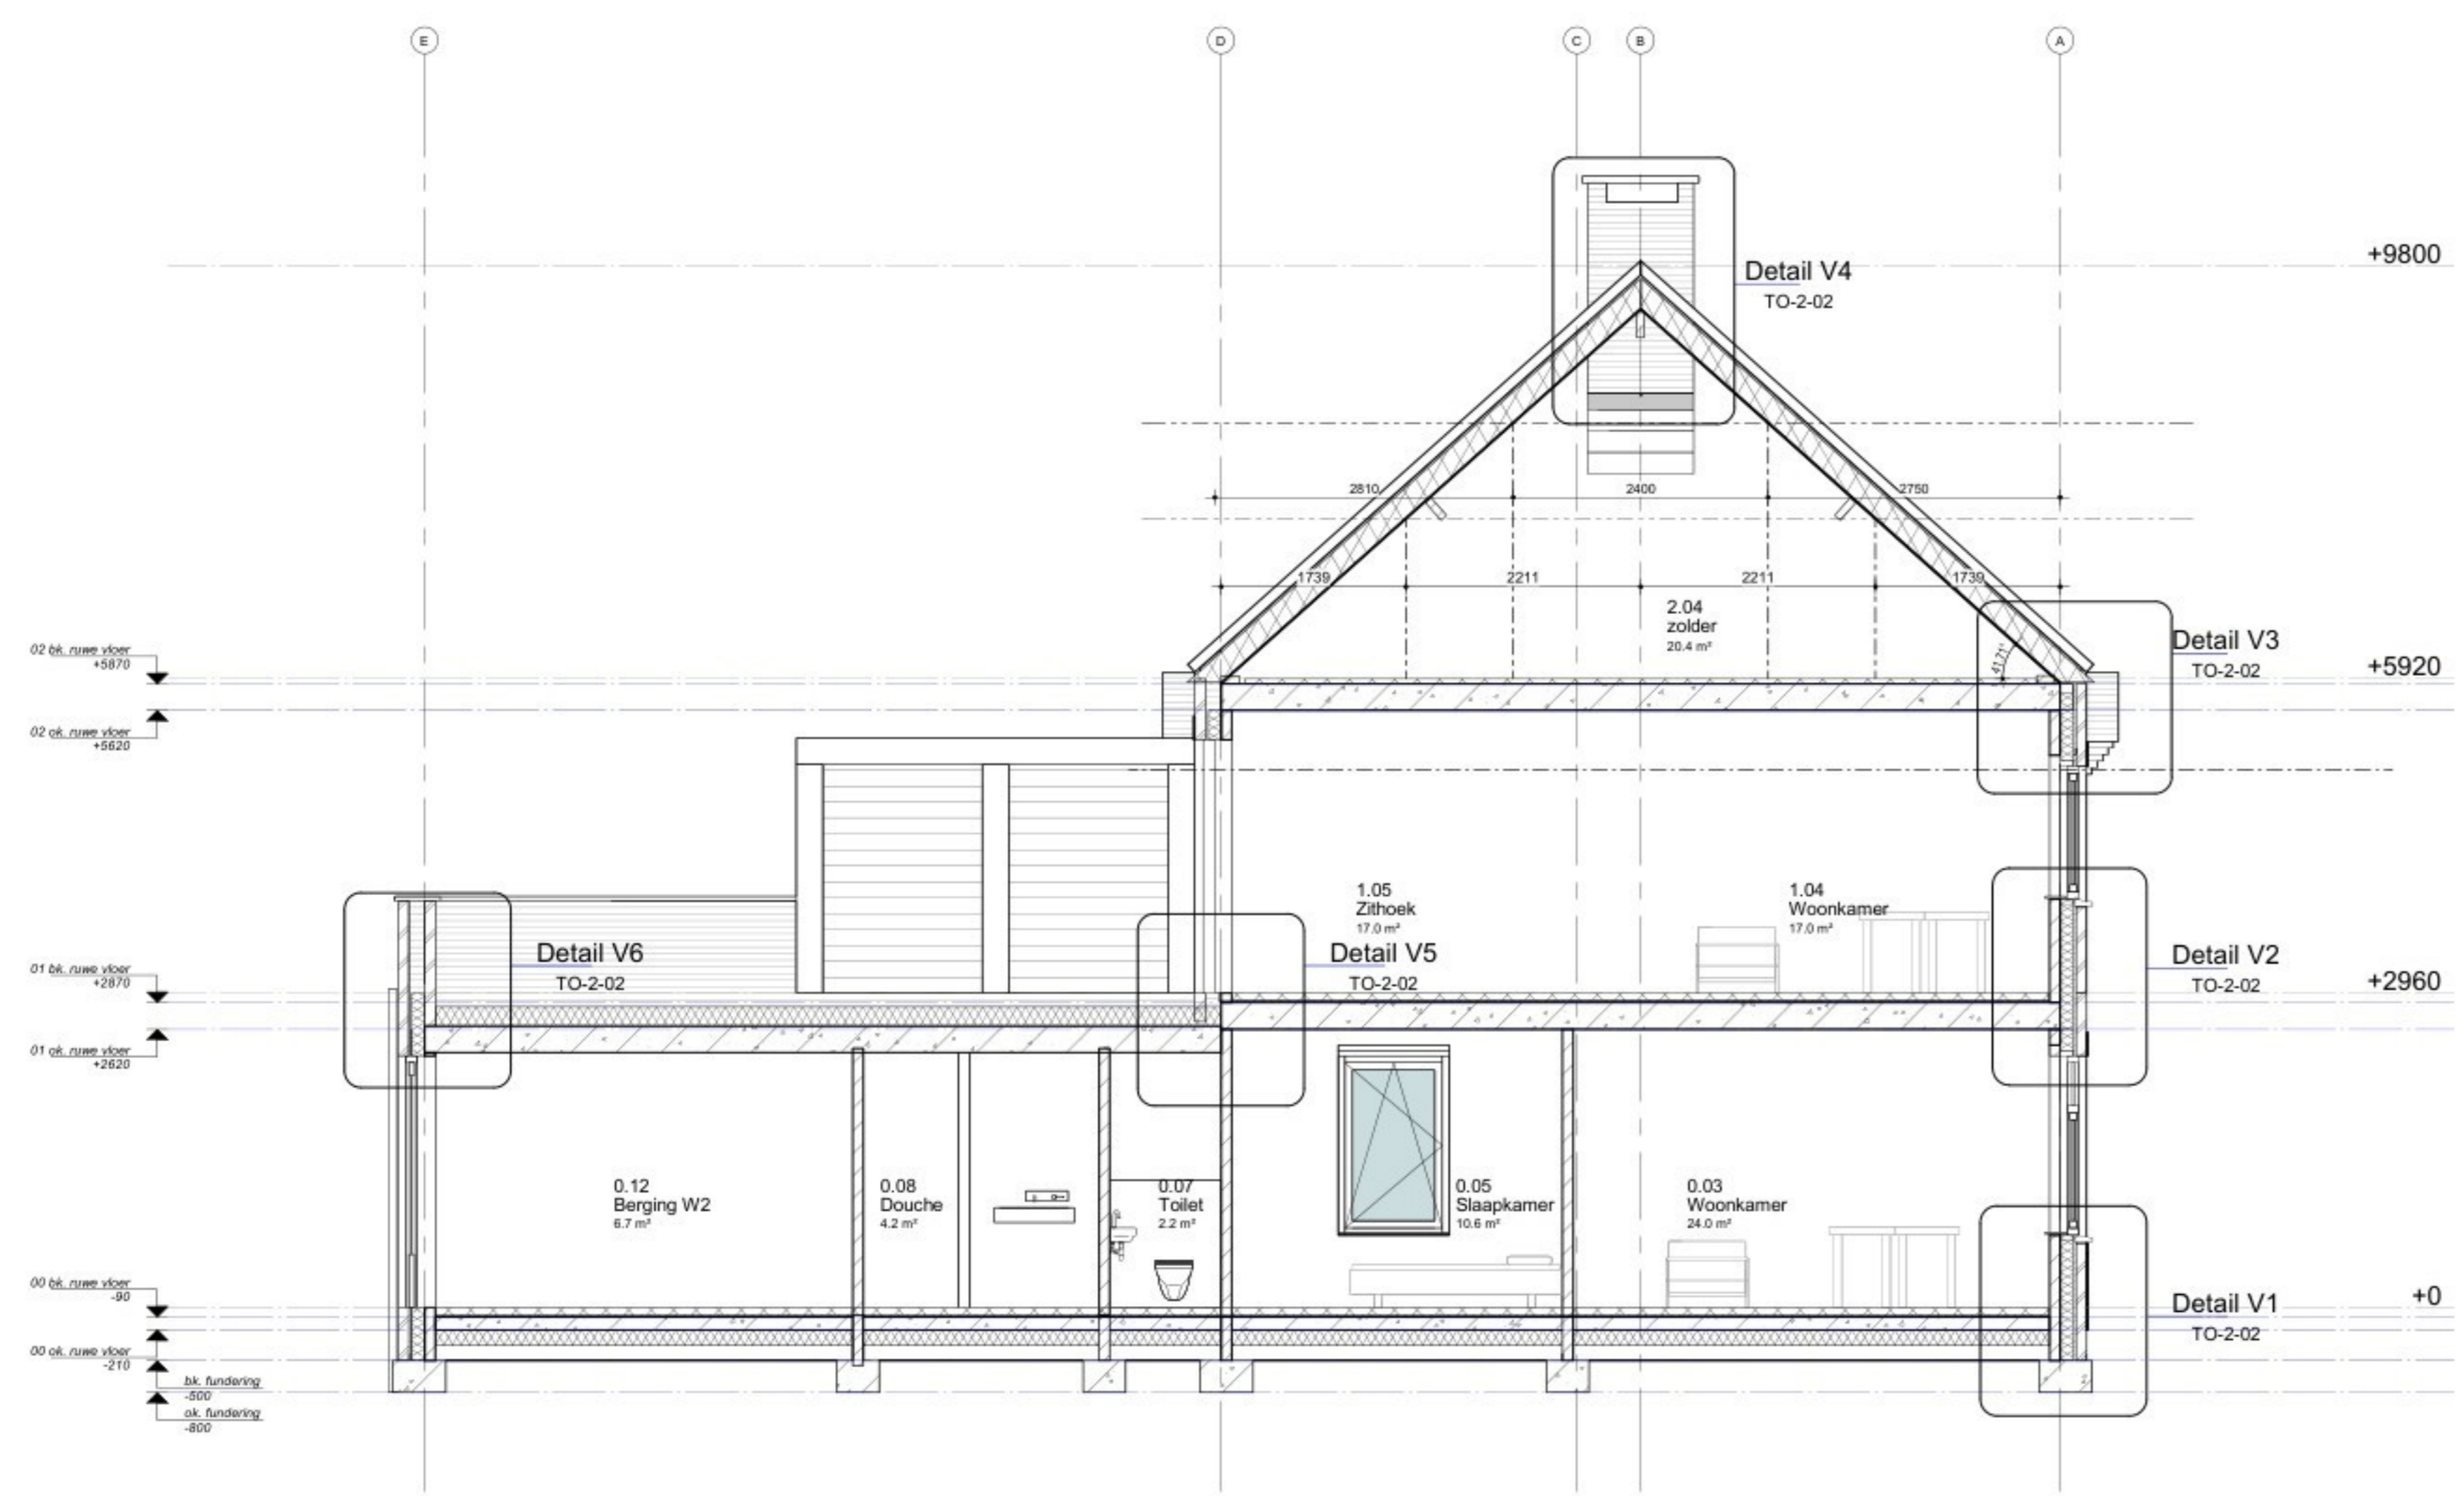 E
D
C
B
A
+9800
Detail V4
TO-2-02
2810
2400
2750
1739
2211
2211
1739
2.04
zolder
20.4 m²
41.71°
02 bk. ruwe vloer
+5870
Detail V3
TO-2-02
+5920
02 ok. ruwe vloer
+5620
1.05
Zithoek
17.0 m²
1.04
Woonkamer
17.0 m²
Detail V6
TO-2-02
Detail V5
TO-2-02
Detail V2
TO-2-02
+2960
01 bk. ruwe vloer
+2870
01 ok. ruwe vloer
+2620
0.12
Berging W2
6.7 m²
0.08
Douche
4.2 m²
0.07
Toilet
2.2 m²
0.05
Slaapkamer
10.6 m²
0.03
Woonkamer
24.0 m²
00 bk. ruwe vloer
-90
Detail V1
TO-2-02
+0
00 ok. ruwe vloer
-210
bk. fundering
-500
ok. fundering
-800